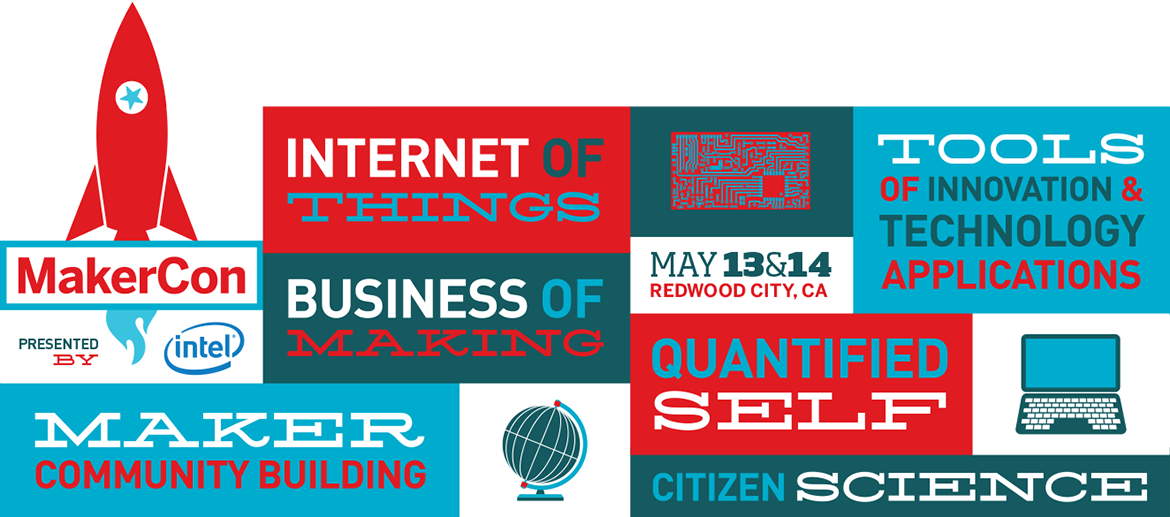 MakerCon
PRESENTED
BY
intel
INTERNET OF
THINGS
BUSINESS OF
MAKING
MAY 13&14
REDWOOD CITY, CA
TOOLS
OF INNOVATION &
TECHNOLOGY
APPLICATIONS
MAKER
COMMUNITY BUILDING
QUANTIFIED
SELF
CITIZEN SCIENCE